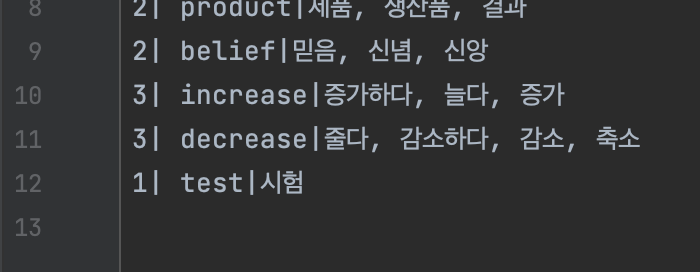 8 2| product|제품, 생산품, 결과
9 2| belief|믿음, 신념, 신앙
10 3| increase|증가하다, 늘다, 증가
11 3| decrease|줄다, 감소하다, 감소, 축소
12 1| test|시험
13